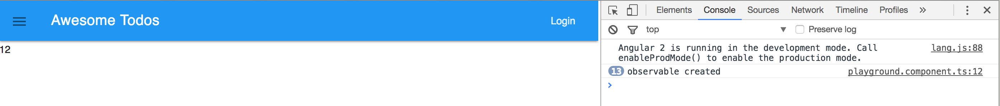 Awesome Todos
Login
12
Elements Console Sources Network Timeline Profiles »
top
Preserve log
Angular 2 is running in the development mode. Call lang.js:88
enableProdMode() to enable the production mode.
13 observable created playground.component.ts:12